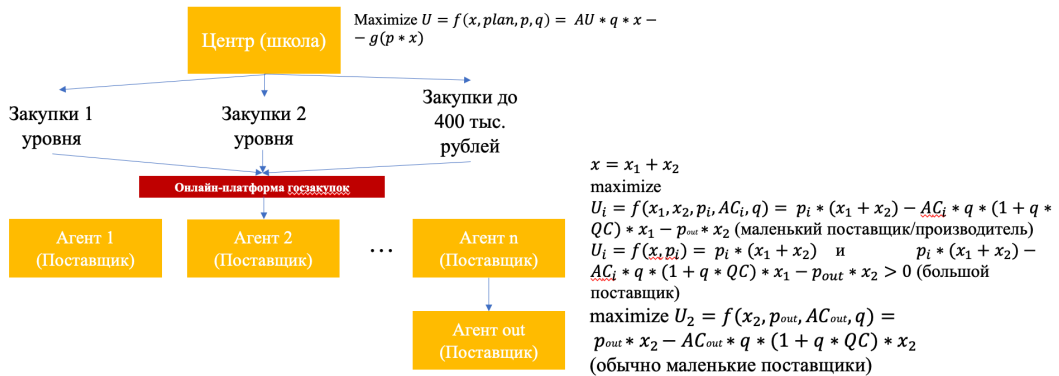 Центр (школа)
Maximize U = f(x, plan, p, q) = AU * q * x −
− g(p * x)
Закупки 1
уровня
Закупки 2
уровня
Закупки до
400 тыс.
рублей
Онлайн-платформа госзакупок
Агент 1
(Поставщик)
Агент 2
(Поставщик)
...
Агент n
(Поставщик)
Агент out
(Поставщик)
x = x₁ + x₂
maximize
Uᵢ = f(x₁, x₂, pᵢ, ACᵢ, q) = pᵢ * (x₁ + x₂) − ACᵢ * q * (1 + q *
QC) * x₁ − pₒᵤₜ * x₂ (маленький поставщик/производитель)
Uᵢ = f(x, pᵢ) = pᵢ * (x₁ + x₂) и pᵢ * (x₁ + x₂) −
ACᵢ * q * (1 + q * QC) * x₁ − pₒᵤₜ * x₂ > 0 (большой
поставщик)
maximize U₂ = f(x₂, pₒᵤₜ, ACₒᵤₜ, q) =
pₒᵤₜ * x₂ − ACₒᵤₜ * q * (1 + q * QC) * x₂
(обычно маленькие поставщики)